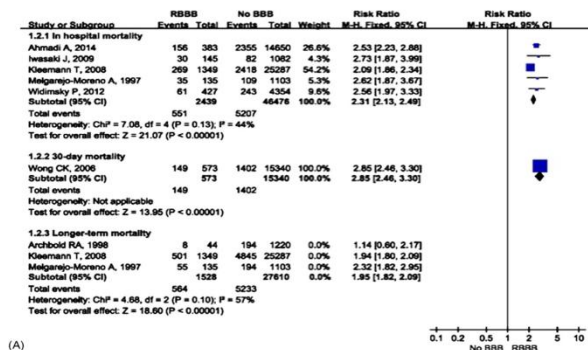 RBBB No BBB Risk Ratio Risk Ratio
Study or Subgroup Events Total Events Total Weight M-H. Fixed. 95% CI M-H. Fixed. 95% CI
1.2.1 In hospital mortality
Ahmadi A, 2014 156 383 2355 14650 26.6% 2.53 [2.23, 2.88]
Iwasaki J, 2009 30 145 82 1082 3.3% 2.73 [1.87, 3.99]
Kleemann T, 2008 269 1349 2418 25287 54.4% 2.09 [1.86, 2.34]
Melgarejo-Moreno A, 1997 35 135 109 1103 5.3% 2.62 [1.87, 3.67]
Widimsky P, 2012 61 427 243 4354 10.0% 2.56 [1.97, 3.33]
Subtotal (95% CI) 2439 46476 100.0% 2.31 [2.13, 2.49]
Total events 551 5207
Heterogeneity: Chi² = 7.08, df = 4 (P = 0.13); I² = 44%
Test for overall effect: Z = 21.07 (P < 0.00001)
1.2.2 30-day mortality
Wong CK, 2006 149 573 1402 15340 100.0% 2.85 [2.46, 3.30]
Subtotal (95% CI) 573 15340 100.0% 2.85 [2.46, 3.30]
Total events 149 1402
Heterogeneity: Not applicable
Test for overall effect: Z = 13.95 (P < 0.00001)
1.2.3 Longer-term mortality
Archbold RA, 1998 8 44 194 1220 0.0% 1.14 [0.60, 2.17]
Kleemann T, 2008 501 1349 4845 25287 0.0% 1.94 [1.80, 2.09]
Melgarejo-Moreno A, 1997 55 135 194 1103 0.0% 2.32 [1.82, 2.95]
Subtotal (95% CI) 1528 27610 1.95 [1.82, 2.09]
Total events 564 5233
Heterogeneity: Chi² = 4.68, df = 2 (P = 0.10); I² = 57%
Test for overall effect: Z = 18.60 (P < 0.00001)
0.1 0.2 0.5 1 2 5 10
No BBB RBBB
(A)